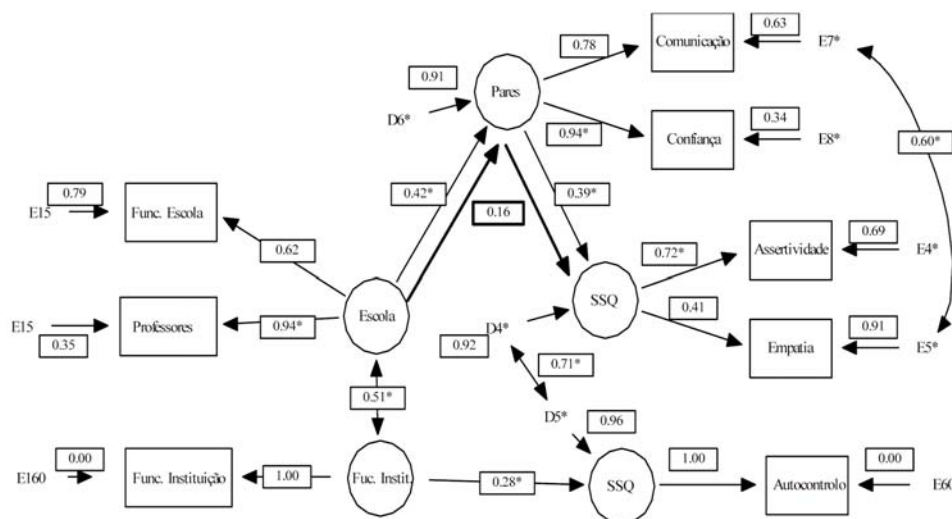 0.63
Comunicação
E7*
0.78
0.91
Pares
D6*
0.94*
0.34
Confiança
E8*
0.60*
0.42*
0.39*
0.79
E15
Func. Escola
0.16
0.62
0.72*
Assertividade
0.69
E4*
SSQ
Escola
E15
0.35
Proféssores
0.94*
D4*
0.92
0.41
Empatia
0.91
E5*
0.71*
0.51*
D5*
0.96
0.00
E160
Func. Instituição
1.00
Fuc. Instit.
0.28*
SSQ
1.00
Autocontrolo
0.00
E60